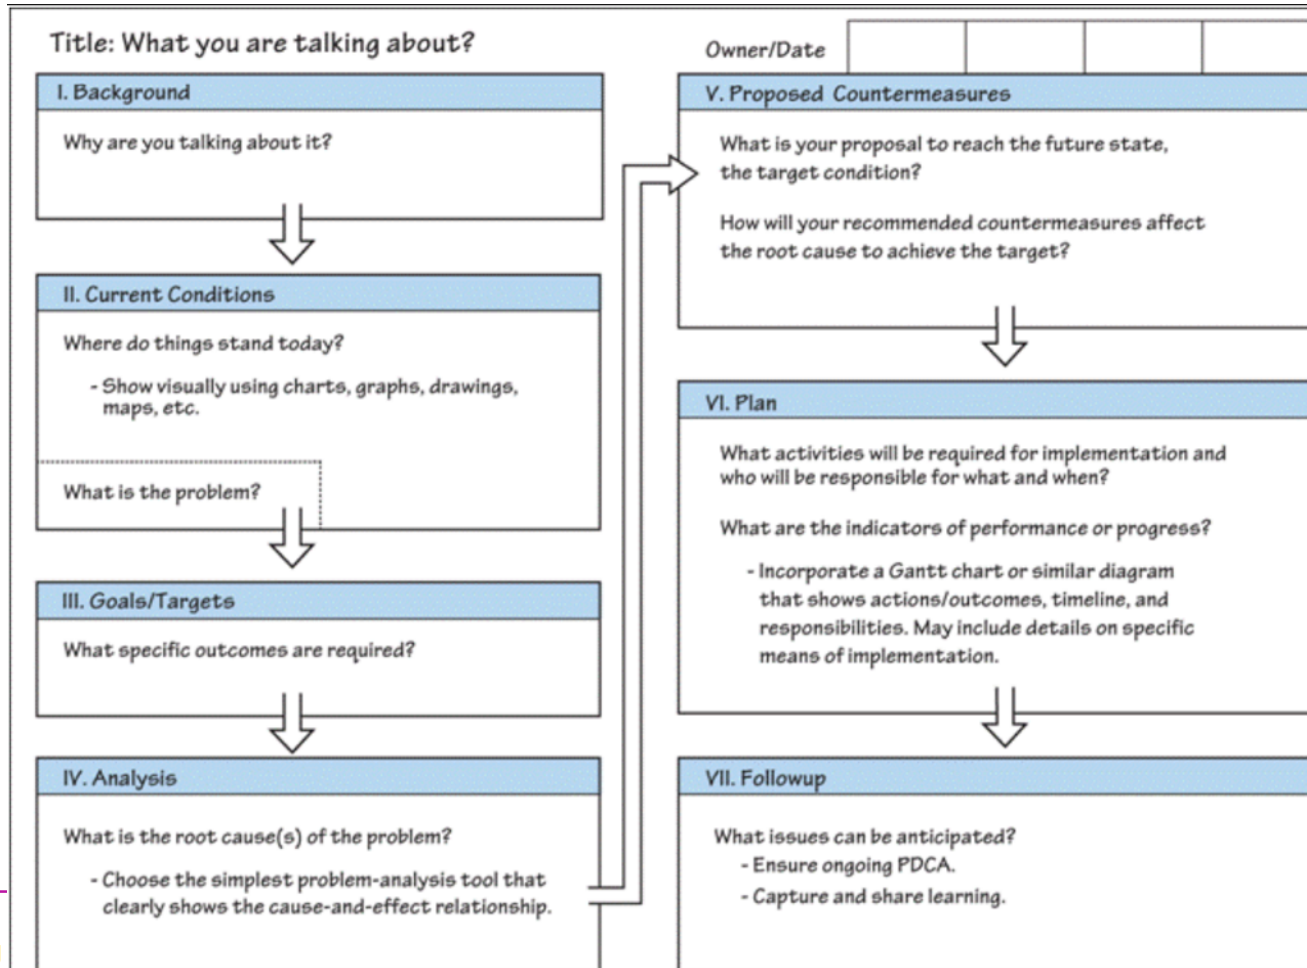 Title: What you are talking about?
Owner/Date
I. Background
Why are you talking about it?
II. Current Conditions
Where do things stand today?
- Show visually using charts, graphs, drawings,
maps, etc.
What is the problem?
III. Goals/Targets
What specific outcomes are required?
IV. Analysis
What is the root cause(s) of the problem?
- Choose the simplest problem-analysis tool that
clearly shows the cause-and-effect relationship.
V. Proposed Countermeasures
What is your proposal to reach the future state,
the target condition?
How will your recommended countermeasures affect
the root cause to achieve the target?
VI. Plan
What activities will be required for implementation and
who will be responsible for what and when?
What are the indicators of performance or progress?
- Incorporate a Gantt chart or similar diagram
that shows actions/outcomes, timeline, and
responsibilities. May include details on specific
means of implementation.
VII. Followup
What issues can be anticipated?
- Ensure ongoing PDCA.
- Capture and share learning.